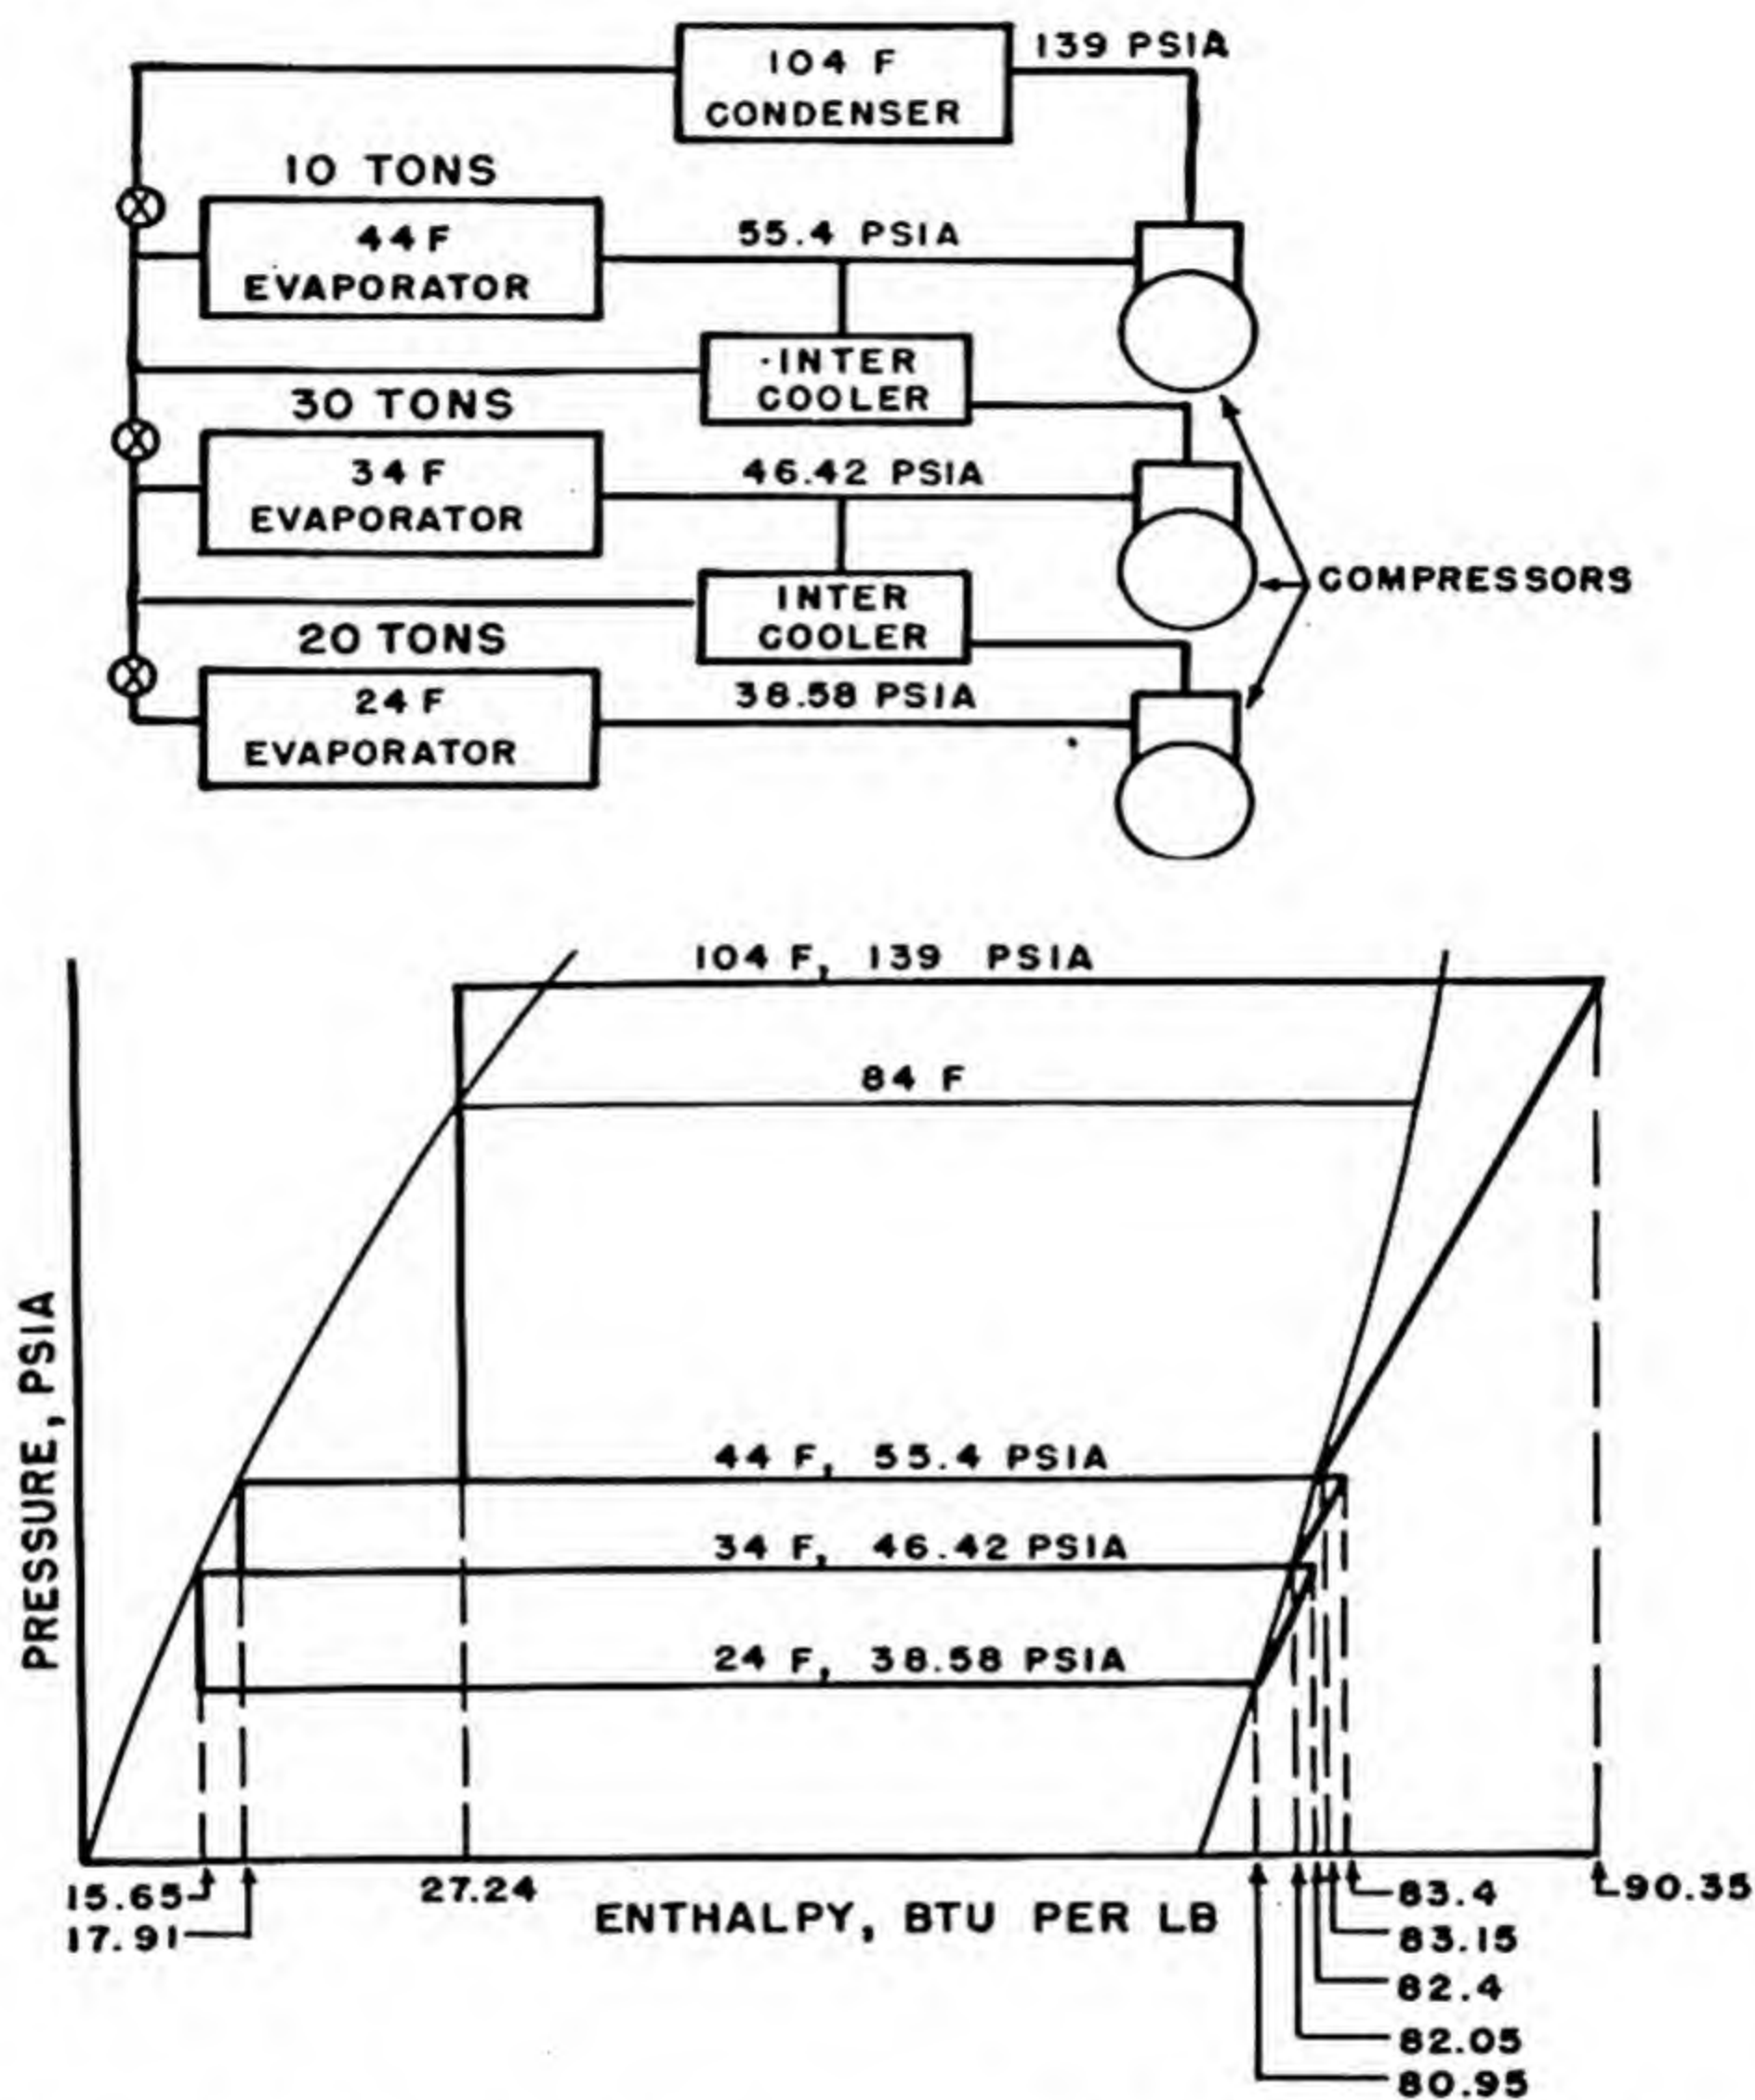 139 PSIA
104 F
CONDENSER
10 TONS
44 F
EVAPORATOR
55.4 PSIA
INTER
COOLER
30 TONS
34 F
EVAPORATOR
46.42 PSIA
COMPRESSORS
INTER
COOLER
20 TONS
24 F
EVAPORATOR
38.58 PSIA
104 F, 139 PSIA
84 F
44 F, 55.4 PSIA
34 F, 46.42 PSIA
24 F, 38.58 PSIA
PRESSURE, PSIA
15.65
17.91
27.24
ENTHALPY, BTU PER LB
83.4
90.35
83.15
82.4
82.05
80.95